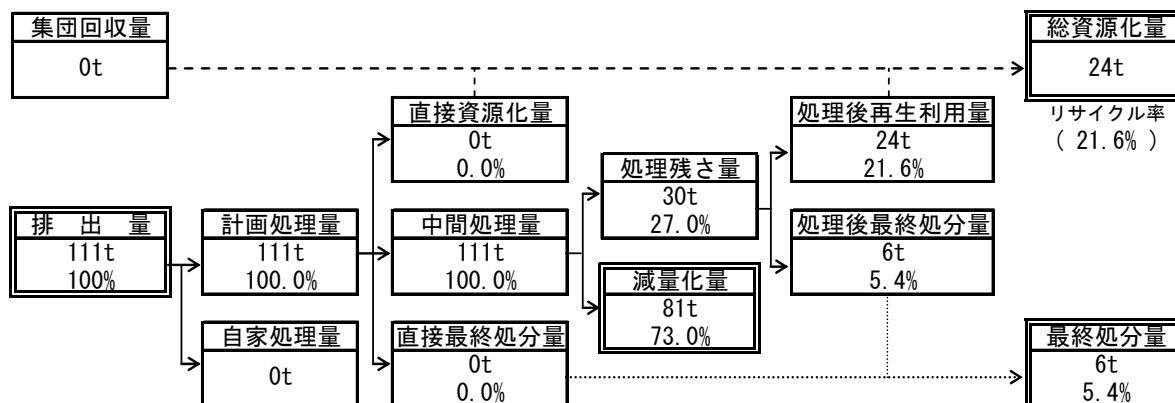 集団回収量
0t
総資源化量
24t
リサイクル率
( 21.6% )
直接資源化量
0t
0.0%
処理後再生利用量
24t
21.6%
処理残さ量
30t
27.0%
排 出 量
111t
100%
計画処理量
111t
100.0%
中間処理量
111t
100.0%
処理後最終処分量
6t
5.4%
減量化量
81t
73.0%
自家処理量
0t
直接最終処分量
0t
0.0%
最終処分量
6t
5.4%